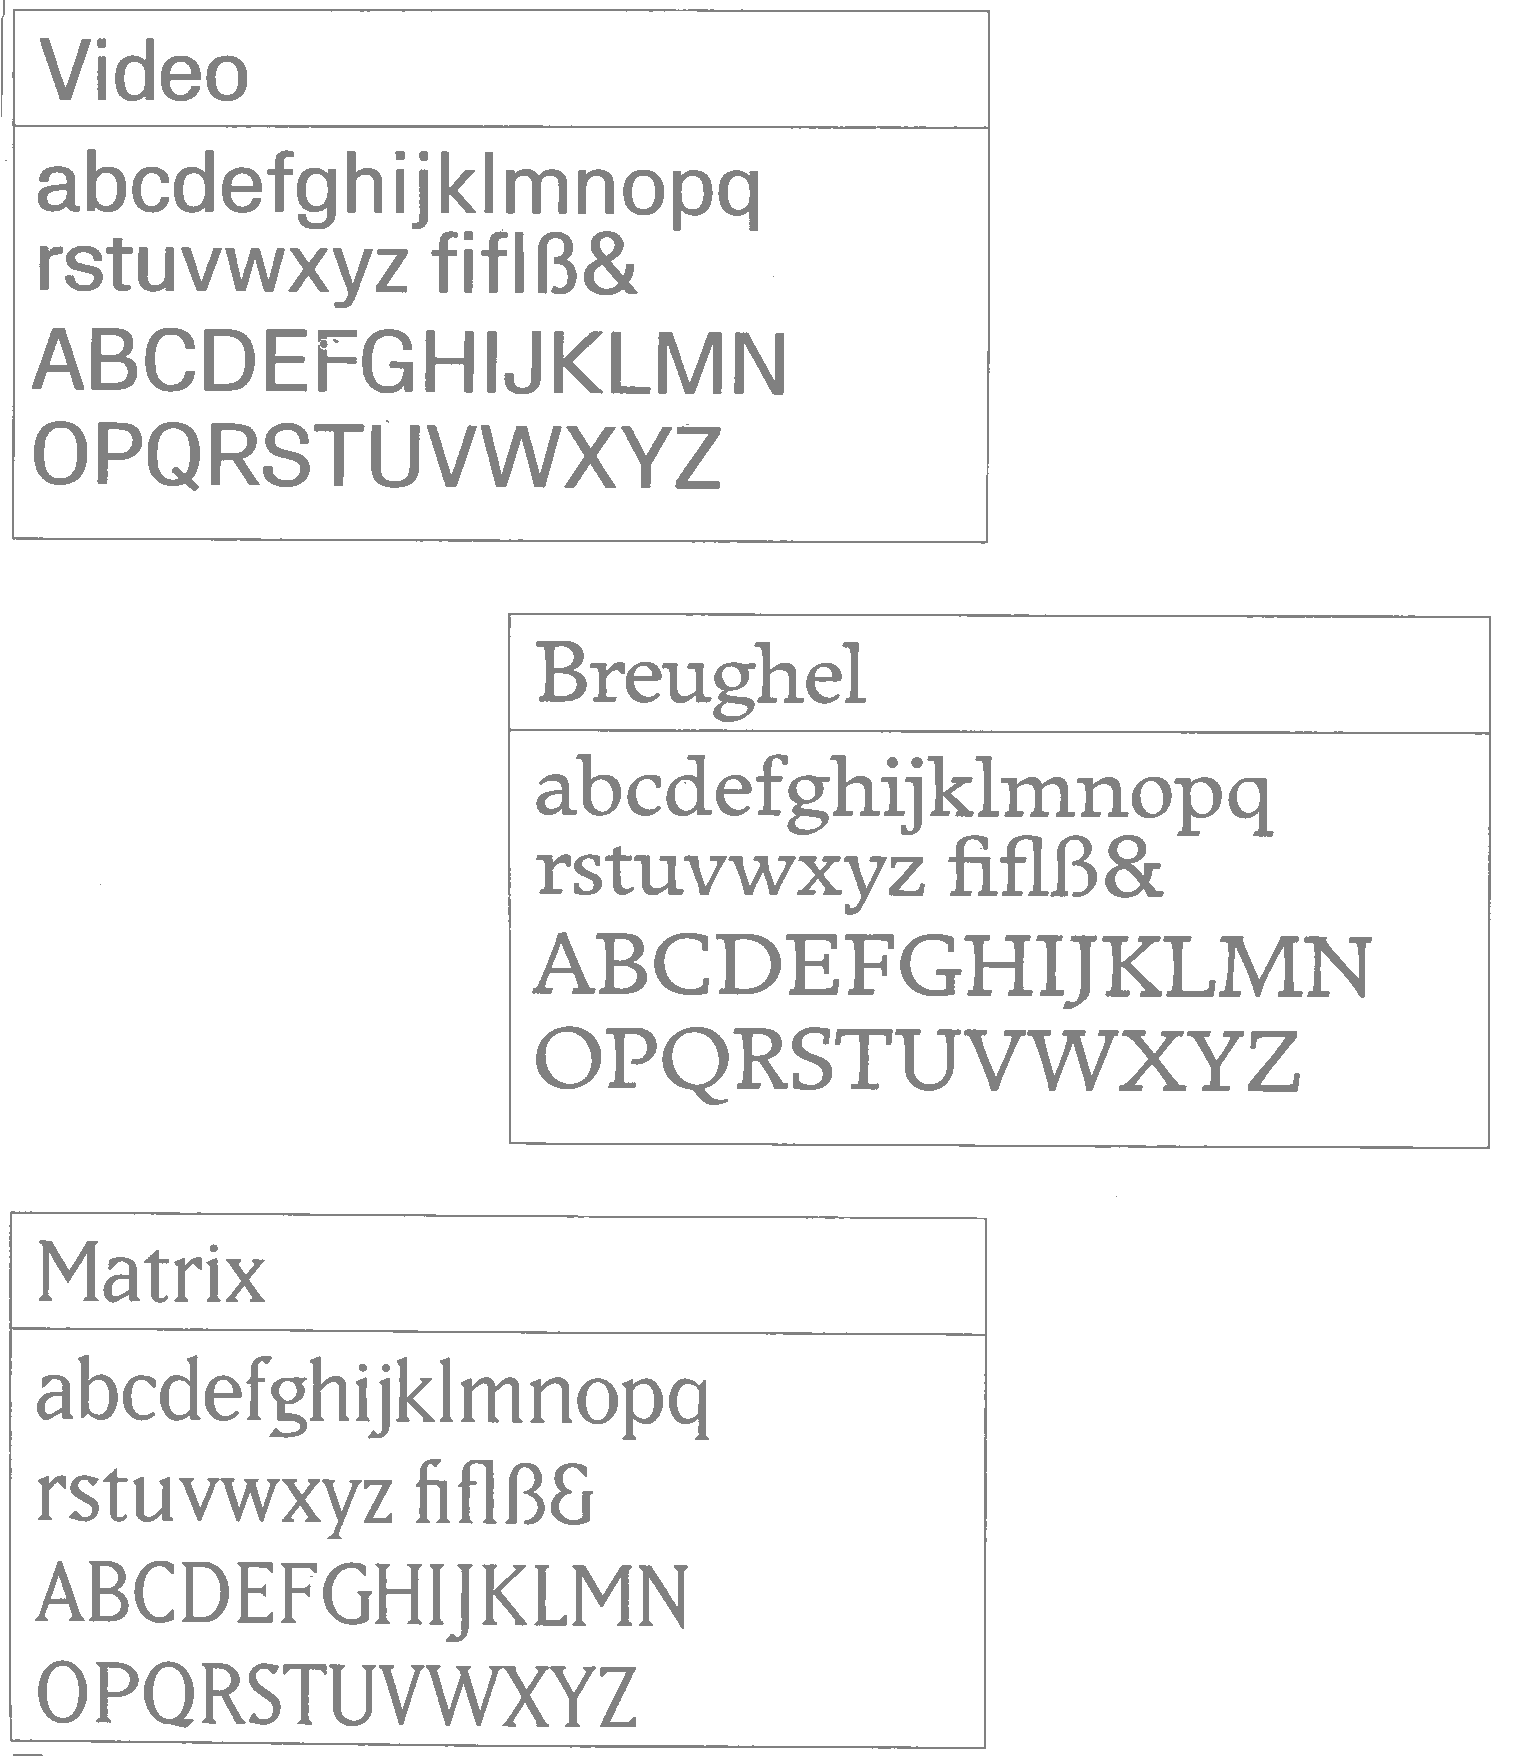 Video
abcdefghijklmnopq
rstuvwxyz fiflß&
ABCDEFGHIJKLMN
OPQRSTUVWXYZ
Breughel
abcdefghijklmnopq
rstuvwxyz fiflß&
ABCDEFGHIJKLMN
OPQRSTUVWXYZ
Matrix
abcdefghijklmnopq
rstuvwxyz fiflß&
ABCDEFGHIJKLMN
OPQRSTUVWXYZ